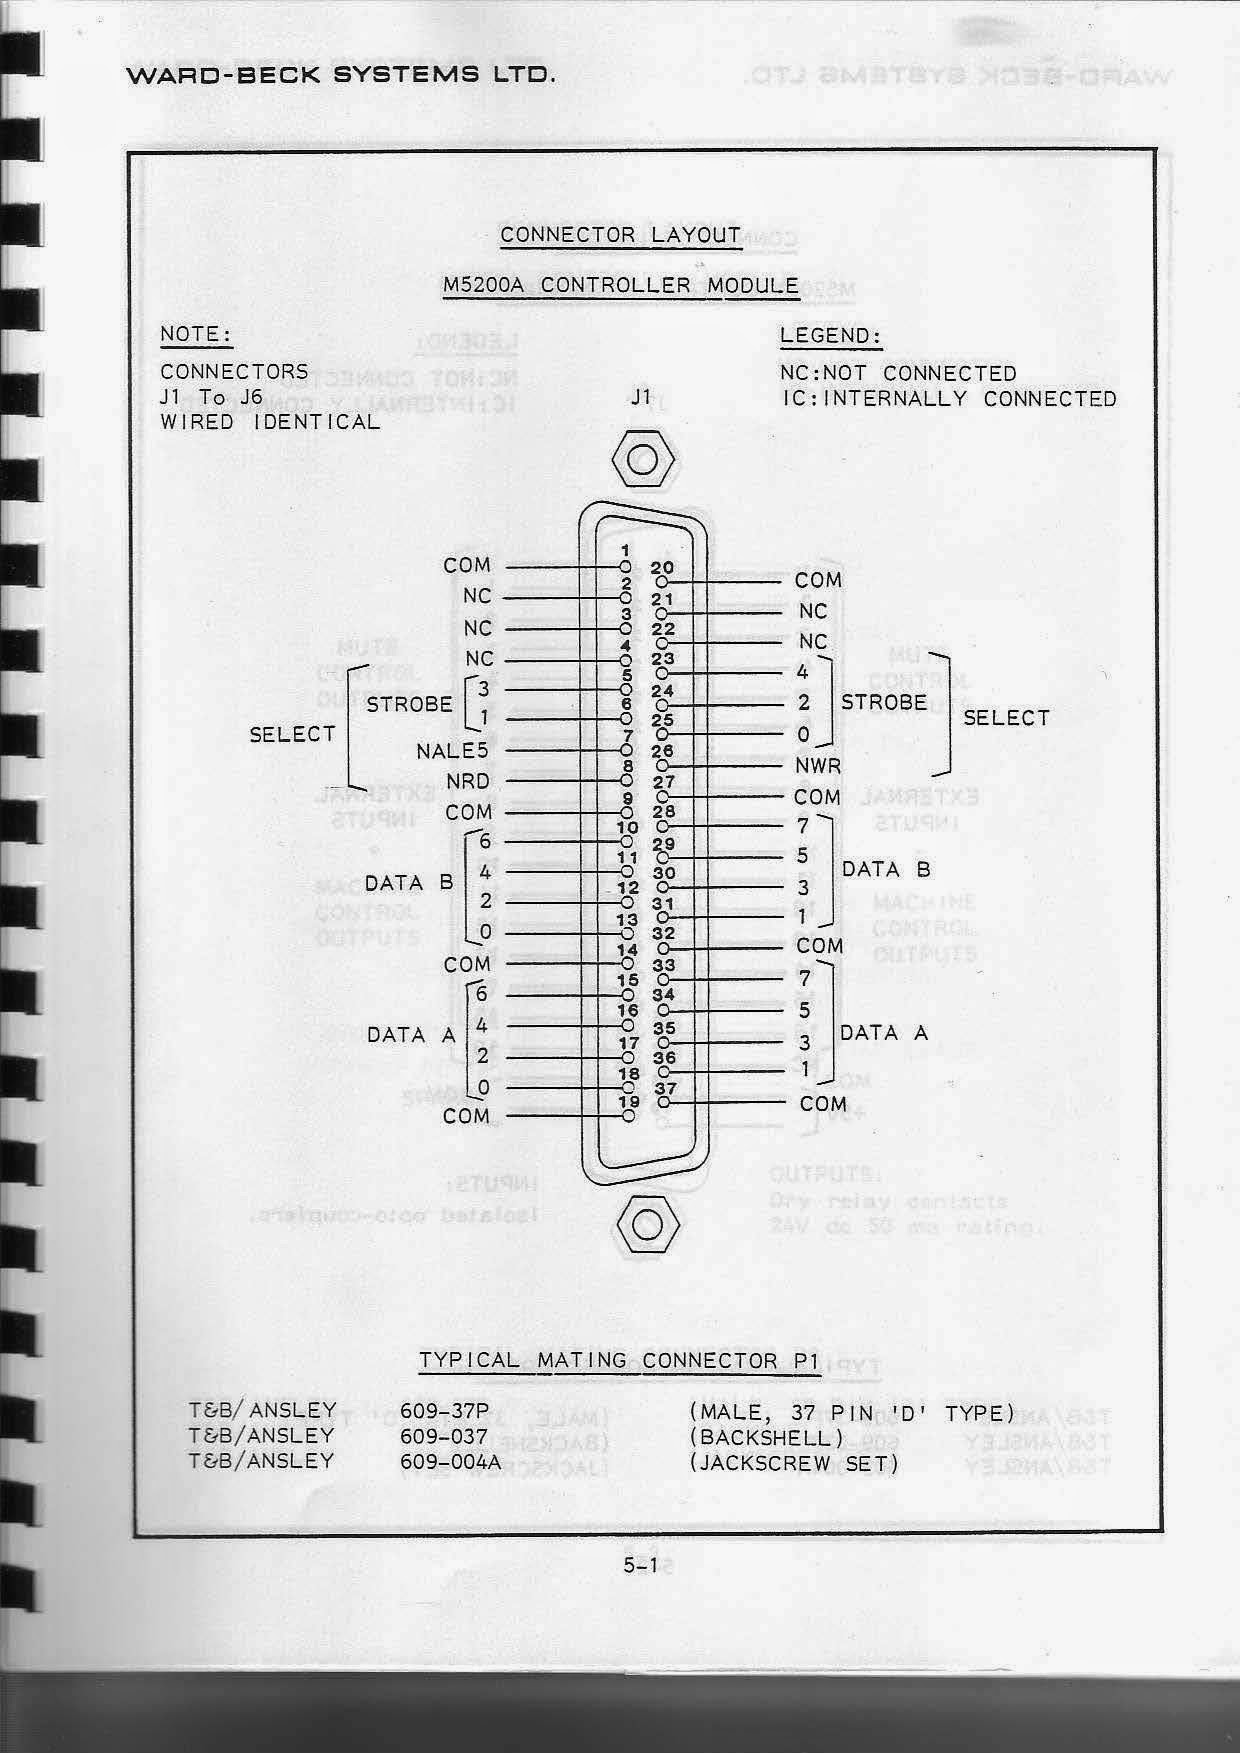 WARD-BECK SYSTEMS LTD.
CONNECTOR LAYOUT
M5200A CONTROLLER MODULE
NOTE:
CONNECTORS
J1 To J6
WIRED IDENTICAL
J1
LEGEND:
NC:NOT CONNECTED
IC:INTERNALLY CONNECTED
COM 1
20 COM
NC 2
21 NC
NC 3
22 NC
NC 4
23 4
3 5
24 2
STROBE
STROBE
1 6
25 0
SELECT
SELECT
NALE5 7
26 NWR
NRD 8
27 COM
COM 9
28 7
6 10
29 5
4 11
DATA B
DATA B
30 3
2 12
31 1
0 13
32 COM
COM 14
33 7
6 15
34 5
4 16
DATA A
DATA A
35 3
2 17
36 1
0 18
37 COM
COM 19
TYPICAL MATING CONNECTOR P1
T&B/ANSLEY 609-37P (MALE, 37 PIN 'D' TYPE)
T&B/ANSLEY 609-037 (BACKSHELL)
T&B/ANSLEY 609-004A (JACKSCREW SET)
5-1